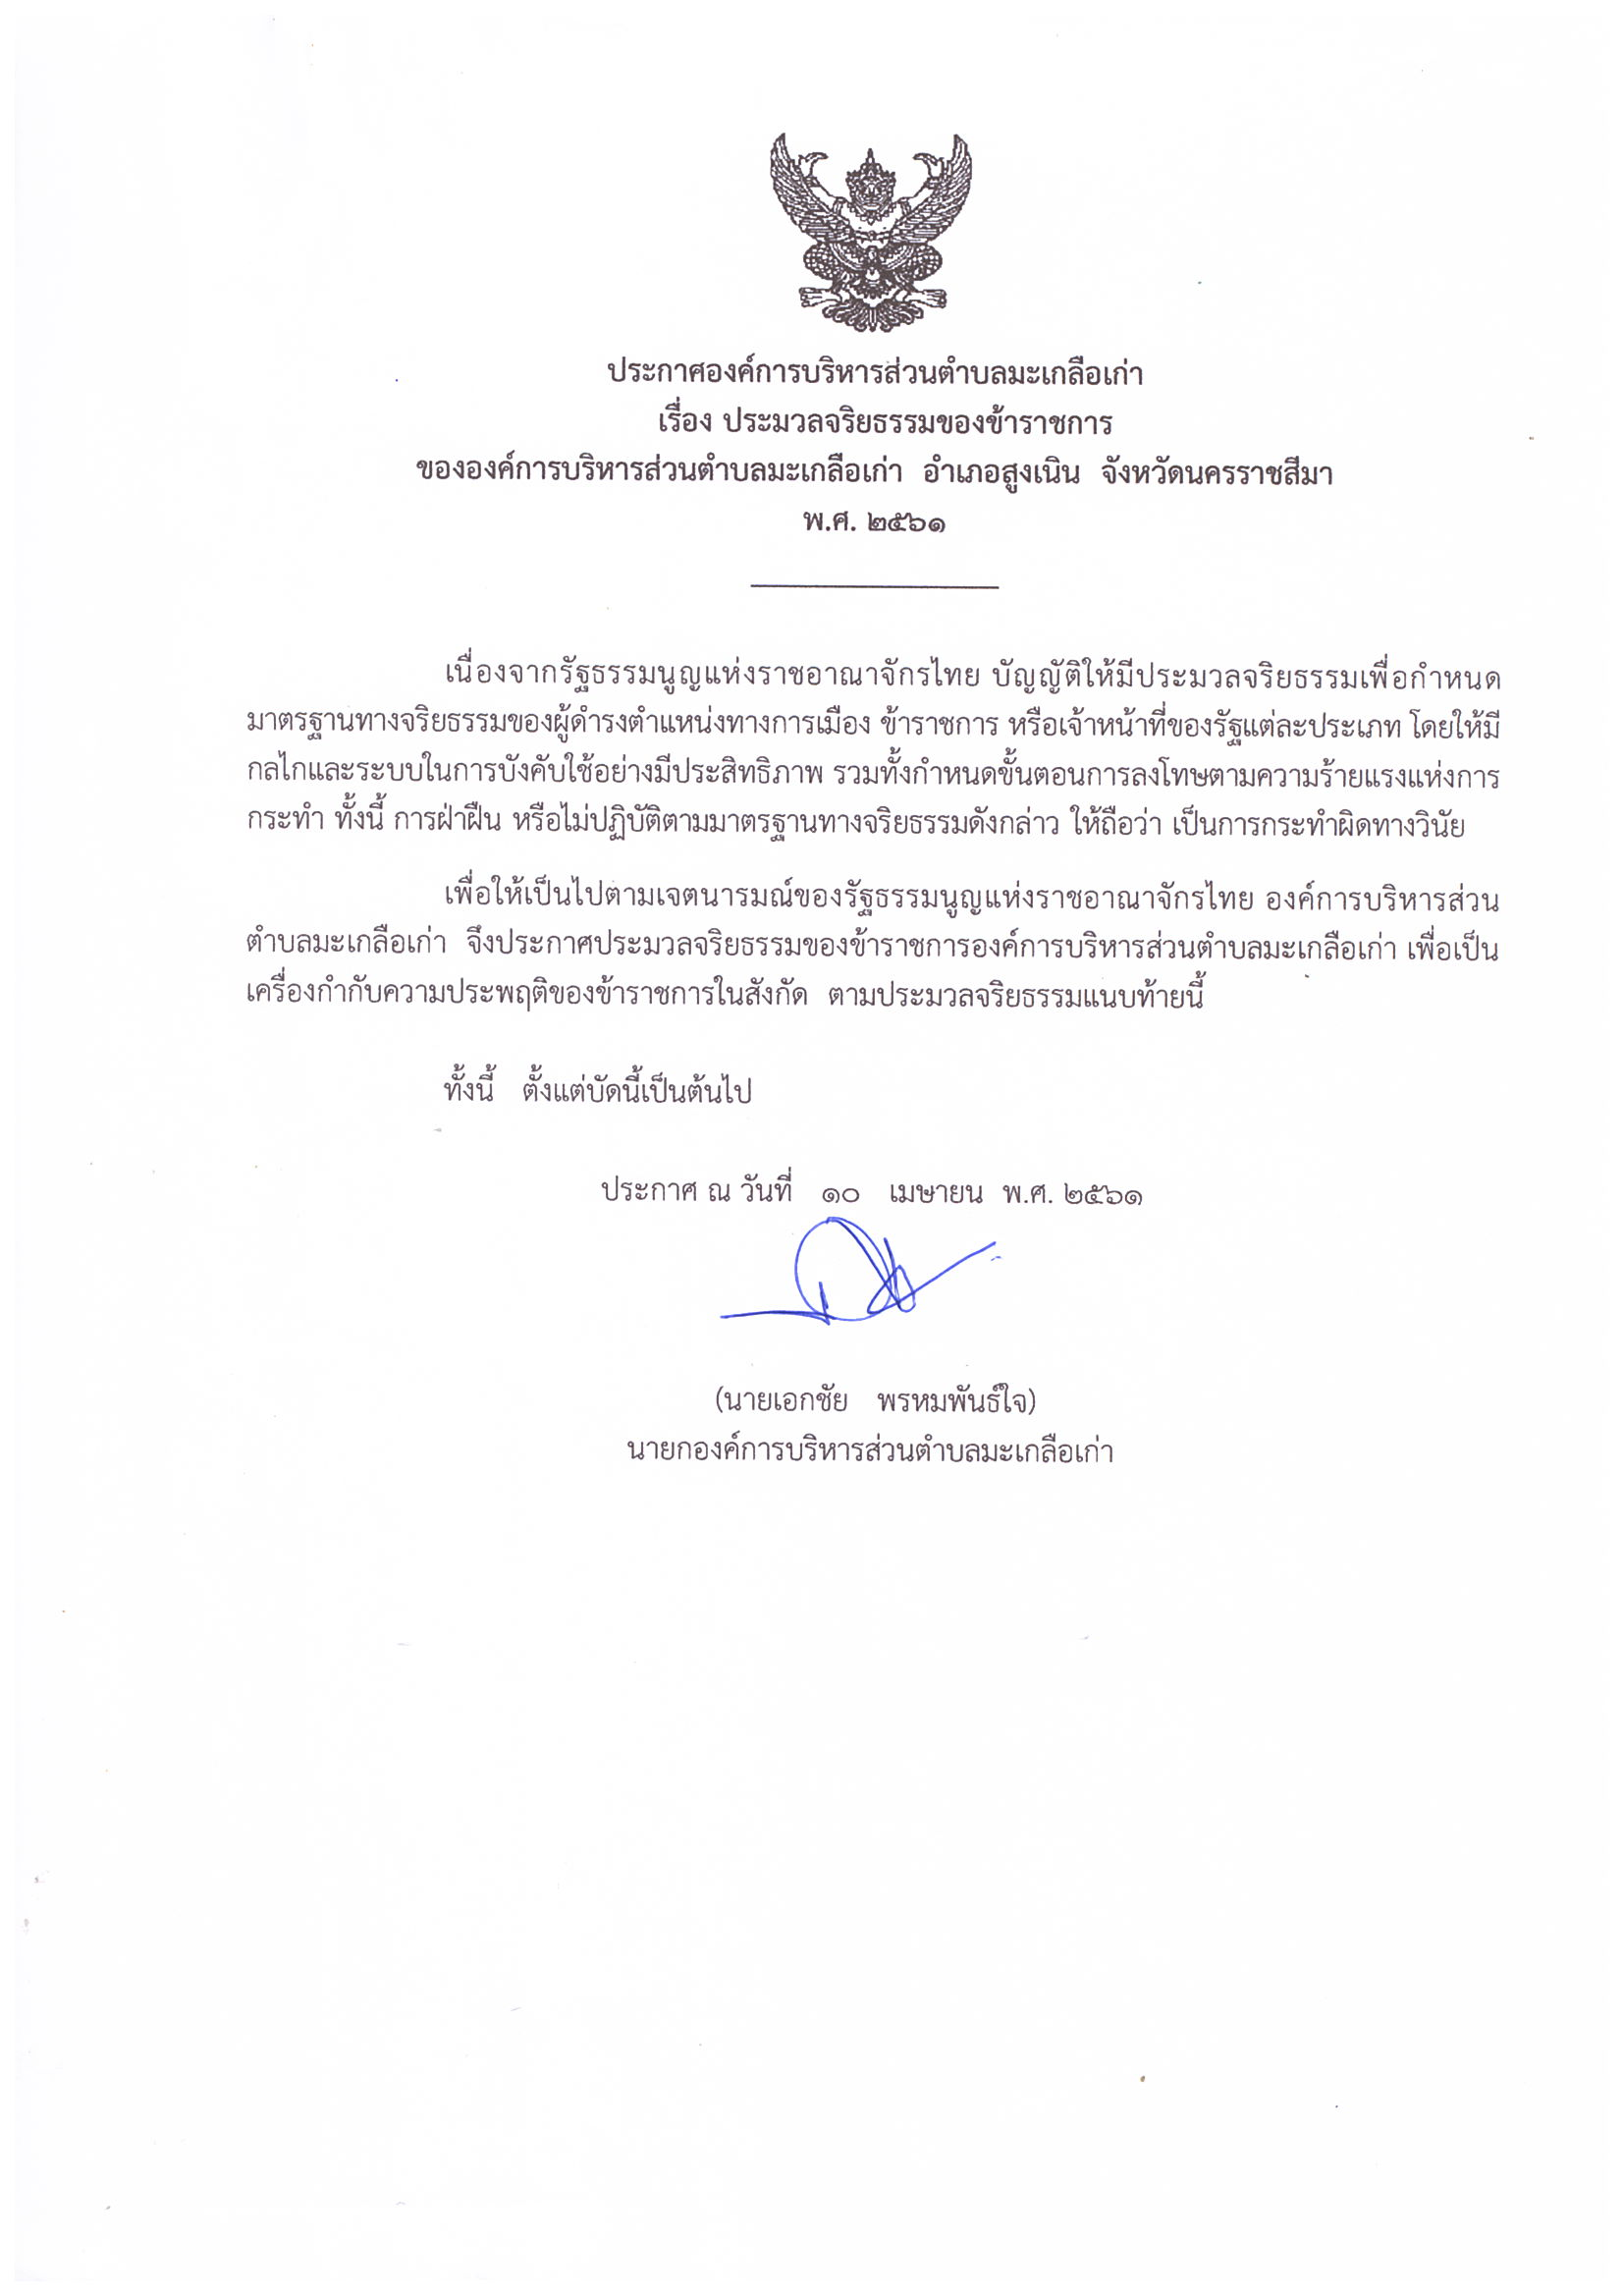 ประกาศองค์การบริหารส่วนตำบลมะเกลือเก่า
เรื่อง ประมวลจริยธรรมของข้าราชการ
ขององค์การบริหารส่วนตำบลมะเกลือเก่า อำเภอสูงเนิน จังหวัดนครราชสีมา
พ.ศ. ๒๕๖๑
เนื่องจากรัฐธรรมนูญแห่งราชอาณาจักรไทย บัญญัติให้มีประมวลจริยธรรมเพื่อกำหนด
มาตรฐานทางจริยธรรมของผู้ดำรงตำแหน่งทางการเมือง ข้าราชการ หรือเจ้าหน้าที่ของรัฐแต่ละประเภท โดยให้มี
กลไกและระบบในการบังคับใช้อย่างมีประสิทธิภาพ รวมทั้งกำหนดขั้นตอนการลงโทษตามความร้ายแรงแห่งการ
กระทำ ทั้งนี้ การฝ่าฝืน หรือไม่ปฏิบัติตามมาตรฐานทางจริยธรรมดังกล่าว ให้ถือว่า เป็นการกระทำผิดทางวินัย
เพื่อให้เป็นไปตามเจตนารมณ์ของรัฐธรรมนูญแห่งราชอาณาจักรไทย องค์การบริหารส่วน
ตำบลมะเกลือเก่า จึงประกาศประมวลจริยธรรมของข้าราชการองค์การบริหารส่วนตำบลมะเกลือเก่า เพื่อเป็น
เครื่องกำกับความประพฤติของข้าราชการในสังกัด ตามประมวลจริยธรรมแนบท้ายนี้
ทั้งนี้ ตั้งแต่บัดนี้เป็นต้นไป
ประกาศ ณ วันที่ ๑๐ เมษายน พ.ศ. ๒๕๖๑
(นายเอกชัย พรหมพันธ์ใจ)
นายกองค์การบริหารส่วนตำบลมะเกลือเก่า